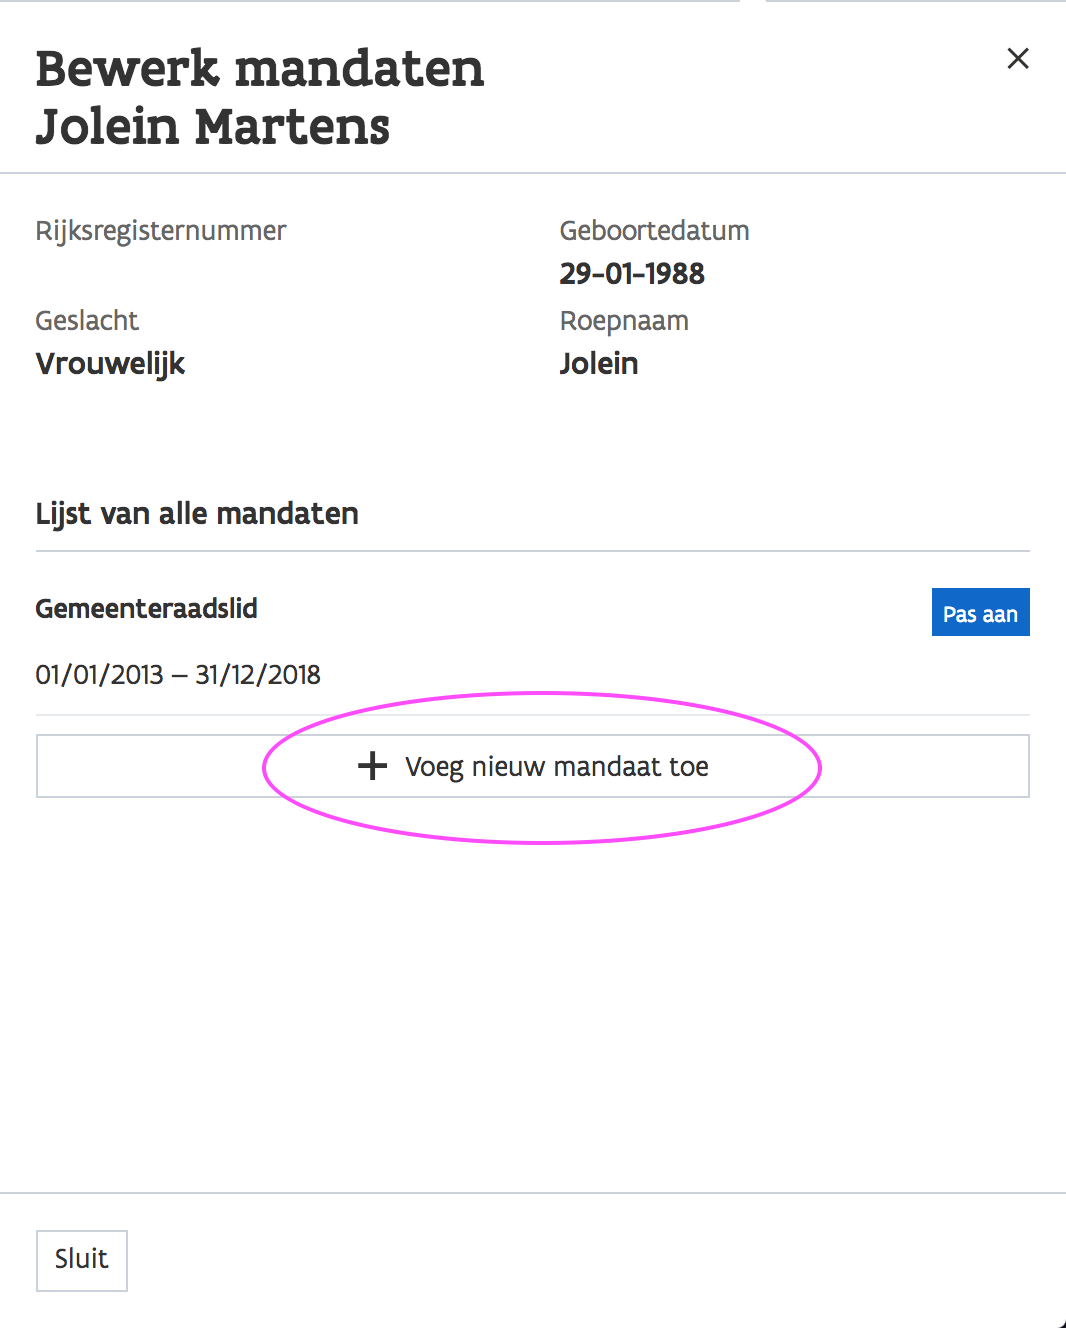 Bewerk mandaten
Jolein Martens
Rijksregisternummer
Geboortedatum
29-01-1988
Geslacht
Vrouwelijk
Roepnaam
Jolein
Lijst van alle mandaten
Gemeenteraadslid
Pas aan
01/01/2013 – 31/12/2018
Voeg nieuw mandaat toe
Sluit